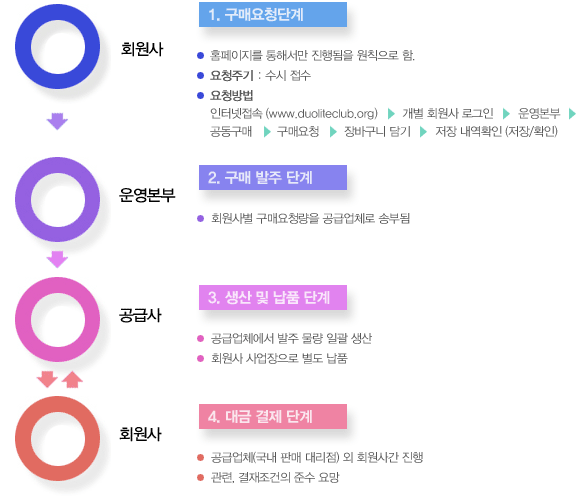 회원사
1. 구매요청단계
홈페이지를 통해서만 진행됨을 원칙으로 함.
요청주기 : 수시 접수
요청방법
인터넷접속 (www.duoliteclub.org) ▶ 개별 회원사 로그인 ▶ 운영본부 ▶
공동구매 ▶ 구매요청 ▶ 장바구니 담기 ▶ 저장 내역확인 (저장/확인)
운영본부
2. 구매 발주 단계
회원사별 구매요청량을 공급업체로 송부됨
공급사
3. 생산 및 납품 단계
공급업체에서 발주 물량 일괄 생산
회원사 사업장으로 별도 납품
회원사
4. 대금 결제 단계
공급업체(국내 판매 대리점) 외 회원사간 진행
관련, 결재조건의 준수 요망